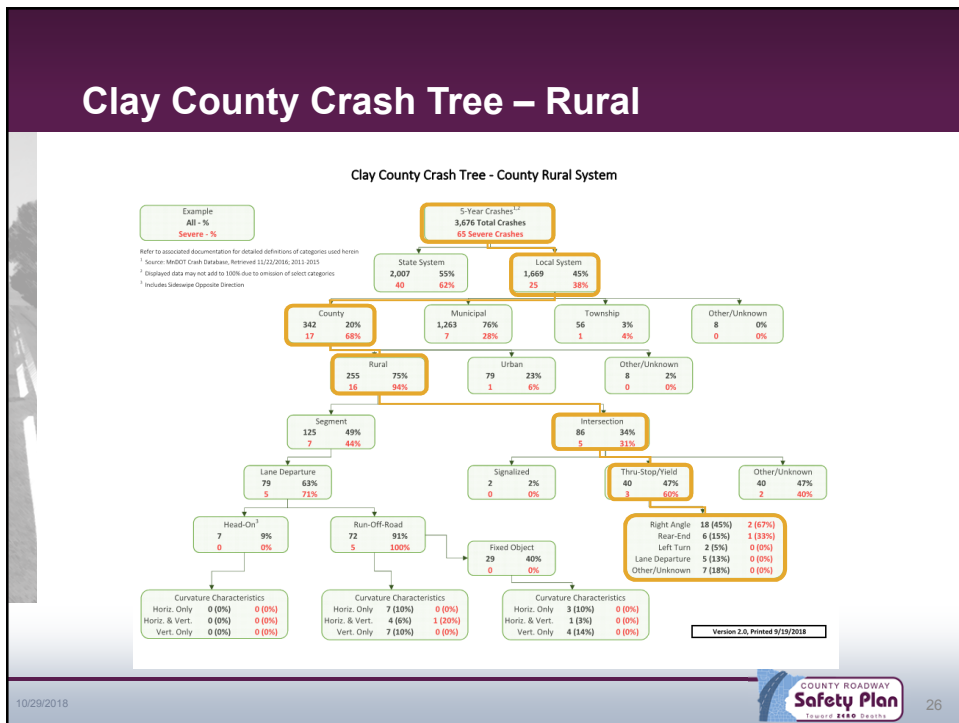 Clay County Crash Tree – Rural
Clay County Crash Tree - County Rural System
Example
All - %
Severe - %
5-Year Crashes1,2
3,676 Total Crashes
65 Severe Crashes
Refer to associated documentation for detailed definitions of categories used herein
1 Source: MnDOT Crash Database, Retrieved 11/22/2016; 2011-2015
2 Displayed data may not add to 100% due to omission of select categories
3 Includes Sideswipe Opposite Direction
State System
2,007 55%
40 62%
Local System
1,669 45%
25 38%
County
342 20%
17 68%
Municipal
1,263 76%
7 28%
Township
56 3%
1 4%
Other/Unknown
8 0%
0 0%
Rural
255 75%
16 94%
Urban
79 23%
1 6%
Other/Unknown
8 2%
0 0%
Segment
125 49%
7 44%
Intersection
86 34%
5 31%
Lane Departure
79 63%
5 71%
Signalized
2 2%
0 0%
Thru-Stop/Yield
40 47%
3 60%
Other/Unknown
40 47%
2 40%
Head-On3
7 9%
0 0%
Run-Off-Road
72 91%
5 100%
Fixed Object
29 40%
0 0%
Right Angle 18 (45%) 2 (67%)
Rear-End 6 (15%) 1 (33%)
Left Turn 2 (5%) 0 (0%)
Lane Departure 5 (13%) 0 (0%)
Other/Unknown 7 (18%) 0 (0%)
Curvature Characteristics
Horiz. Only 0 (0%) 0 (0%)
Horiz. & Vert. 0 (0%) 0 (0%)
Vert. Only 0 (0%) 0 (0%)
Curvature Characteristics
Horiz. Only 7 (10%) 0 (0%)
Horiz. & Vert. 4 (6%) 1 (20%)
Vert. Only 7 (10%) 0 (0%)
Curvature Characteristics
Horiz. Only 3 (10%) 0 (0%)
Horiz. & Vert. 1 (3%) 0 (0%)
Vert. Only 4 (14%) 0 (0%)
Version 2.0, Printed 9/19/2018
10/29/2018
COUNTY ROADWAY
Safety Plan
Toward ZERO Deaths
26